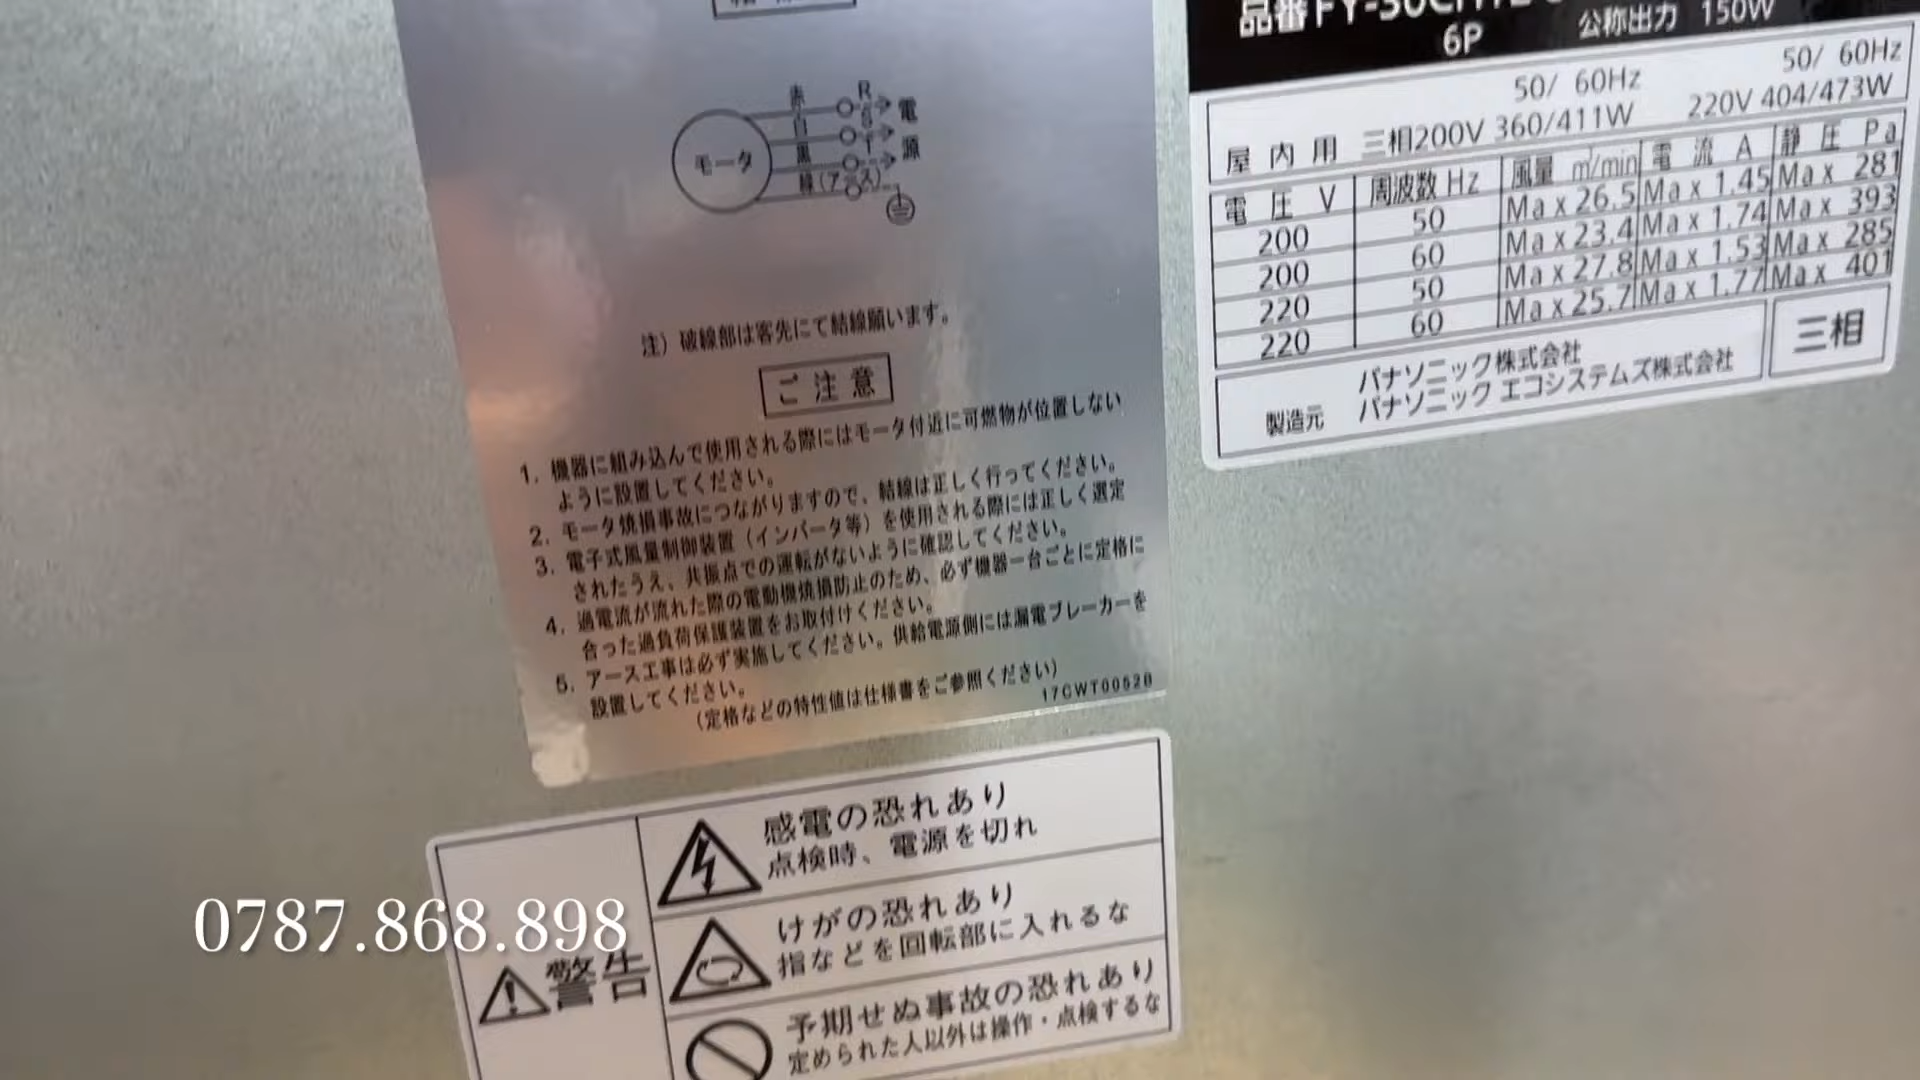 赤 R
白 S
モータ
黒
電源
緑(アース)
注）破線部は客先にて結線願います。
ご注意
1. 機器に組み込んで使用される際にはモータ付近に可燃物が位置しない
ように設置してください。
2. モータ焼損事故につながりますので、結線は正しく行ってください。
3. 電子式風量制御装置（インバータ等）を使用される際には正しく選定
されたうえ、共振点での運転がないように確認してください。
4. 過電流が流れた際の電動機焼損防止のため、必ず機器一台ごとに定格に
合った過負荷保護装置をお取付けください。
5. アース工事は必ず実施してください。供給電源側には漏電ブレーカーを
設置してください。
（定格などの特性値は仕様書をご参照ください）
17CWT00520
品番
6P
公称出力 150W
50/ 60Hz 50/ 60Hz
屋内用 三相200V 360/411W 220V 404/473W
電圧 V 周波数 Hz 風量 m³/min 電流 A 静圧 Pa
200 50 Max 26.5 Max 1.45 Max 281
200 60 Max 23.4 Max 1.74 Max 393
220 50 Max 27.8 Max 1.53 Max 285
220 60 Max 25.7 Max 1.77 Max 401
製造元
パナソニック株式会社
パナソニック エコシステムズ株式会社
三相
警告
感電の恐れあり
点検時、電源を切れ
けがの恐れあり
指などを回転部に入れるな
予期せぬ事故の恐れあり
定められた人以外は操作・点検するな
0787.868.898